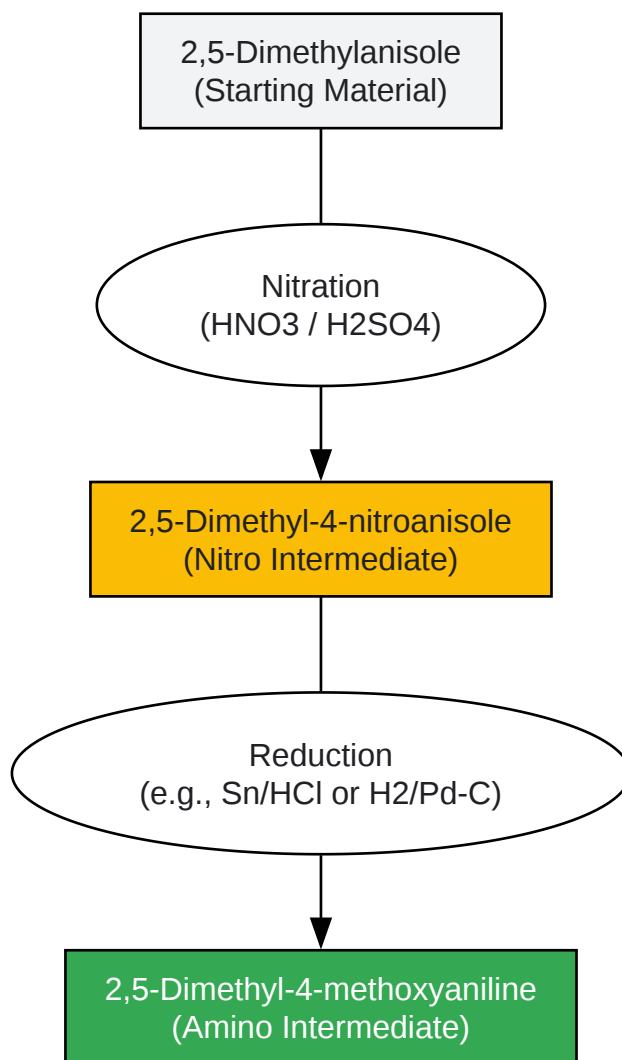 2,5-Dimethylanisole
(Starting Material)
Nitration
(HNO3 / H2SO4)
2,5-Dimethyl-4-nitroanisole
(Nitro Intermediate)
Reduction
(e.g., Sn/HCl or H2/Pd-C)
2,5-Dimethyl-4-methoxyaniline
(Amino Intermediate)